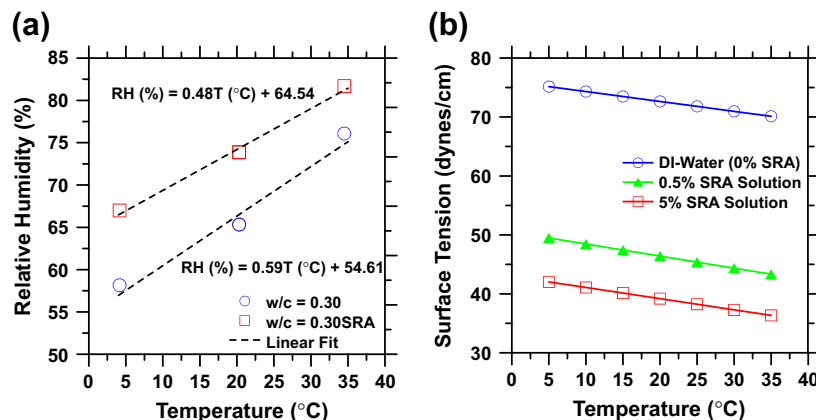 (a)
85
80
75
70
65
60
55
50
Relative Humidity (%)
RH (%) = 0.48T (°C) + 64.54
RH (%) = 0.59T (°C) + 54.61
w/c = 0.30
w/c = 0.30SRA
Linear Fit
0 5 10 15 20 25 30 35 40
Temperature (°C)
(b)
80
70
60
50
40
30
Surface Tension (dynes/cm)
DI-Water (0% SRA)
0.5% SRA Solution
5% SRA Solution
0 5 10 15 20 25 30 35 40
Temperature (°C)